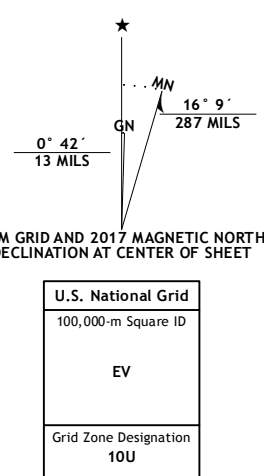 ★
MN
GN
16° 9´
287 MILS
0° 42´
13 MILS
M GRID AND 2017 MAGNETIC NORTH
DECLINATION AT CENTER OF SHEET
U.S. National Grid
100,000-m Square ID
EV
Grid Zone Designation
10U